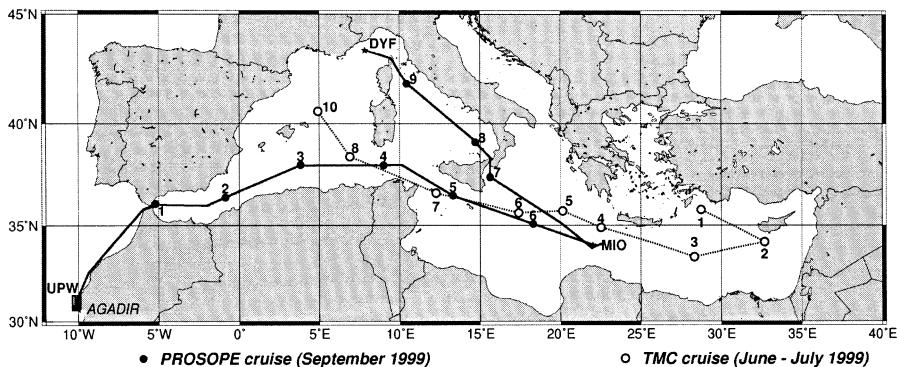 45°N
DYF
9
10
40°N
8
8
3
4
7
2
5
7
1
6
5
6
4
1
35°N
MIO
3
2
UPW
AGADIR
30°N
10°W
5°W
0°
5°E
10°E
15°E
20°E
25°E
30°E
35°E
40°E
PROSOPE cruise (September 1999)
TMC cruise (June - July 1999)